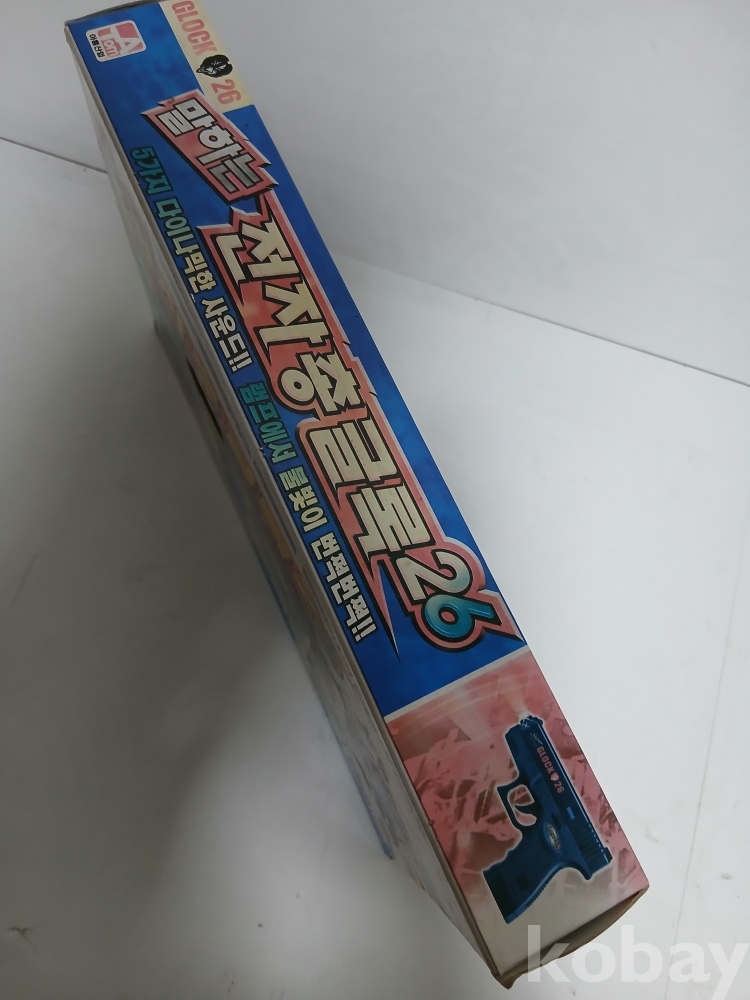 ATom
GLOCK 26
말하는
전자총 글록26
5가지 다이나믹한 사운드!! 램프에서 불빛이 번쩍번쩍!!
GLOCK 26
kobay